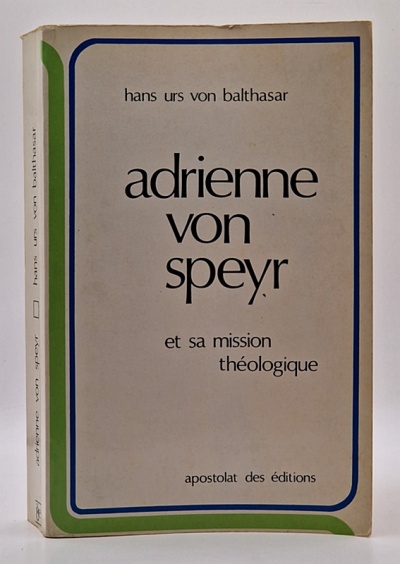 hans urs von balthasar
adrienne
von
speyr
et sa mission
théologique
apostolat des éditions
adrienne von speyr hans urs von balthasar